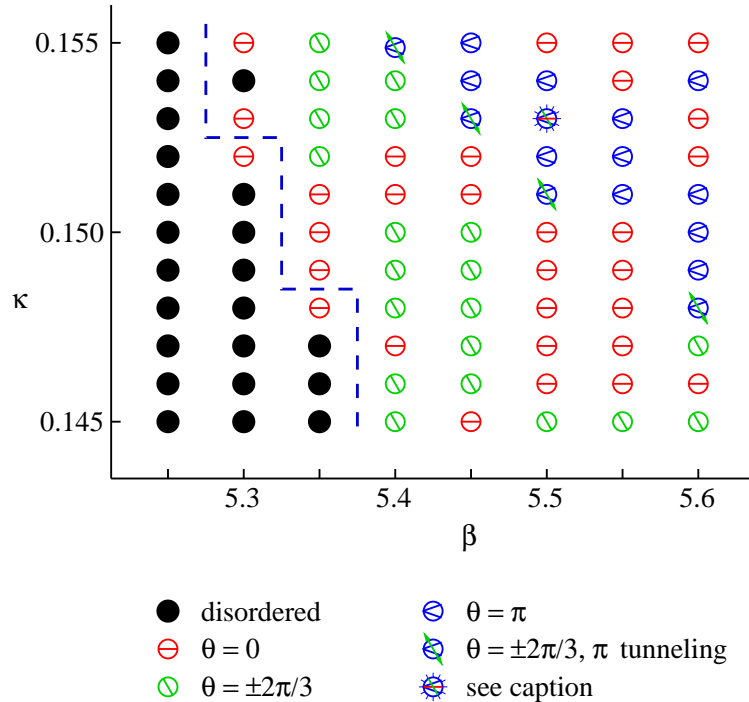 0.155
0.150
κ
0.145
5.3 5.4 5.5 5.6
β
disordered
θ = 0
θ = ±2π/3
θ = π
θ = ±2π/3, π tunneling
see caption